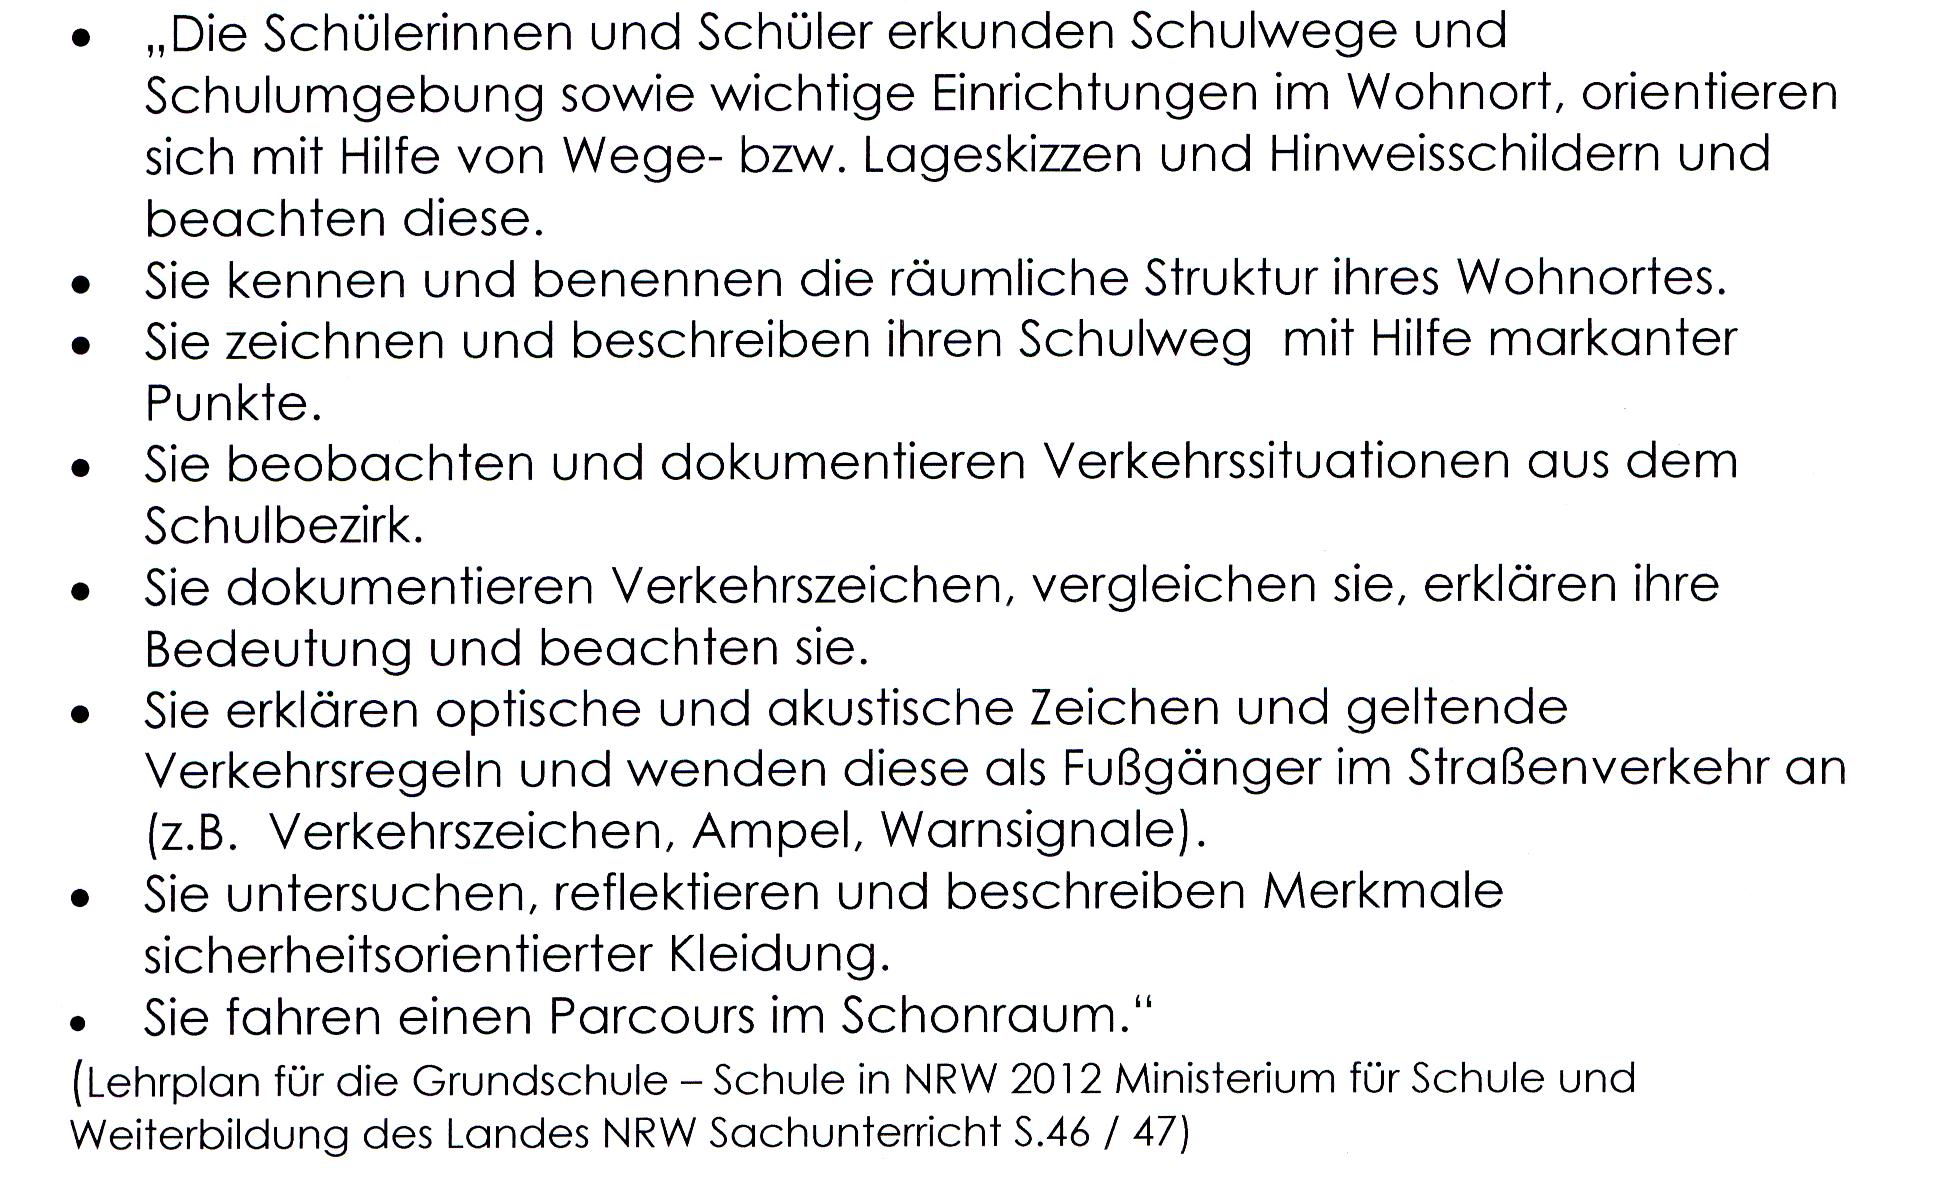 • „Die Schülerinnen und Schüler erkunden Schulwege und
Schulumgebung sowie wichtige Einrichtungen im Wohnort, orientieren
sich mit Hilfe von Wege- bzw. Lageskizzen und Hinweisschildern und
beachten diese.
• Sie kennen und benennen die räumliche Struktur ihres Wohnortes.
• Sie zeichnen und beschreiben ihren Schulweg  mit Hilfe markanter
Punkte.
• Sie beobachten und dokumentieren Verkehrssituationen aus dem
Schulbezirk.
• Sie dokumentieren Verkehrszeichen, vergleichen sie, erklären ihre
Bedeutung und beachten sie.
• Sie erklären optische und akustische Zeichen und geltende
Verkehrsregeln und wenden diese als Fußgänger im Straßenverkehr an
(z.B.  Verkehrszeichen, Ampel, Warnsignale).
• Sie untersuchen, reflektieren und beschreiben Merkmale
sicherheitsorientierter Kleidung.
• Sie fahren einen Parcours im Schonraum.“
(Lehrplan für die Grundschule – Schule in NRW 2012 Ministerium für Schule und
Weiterbildung des Landes NRW Sachunterricht S.46 / 47)